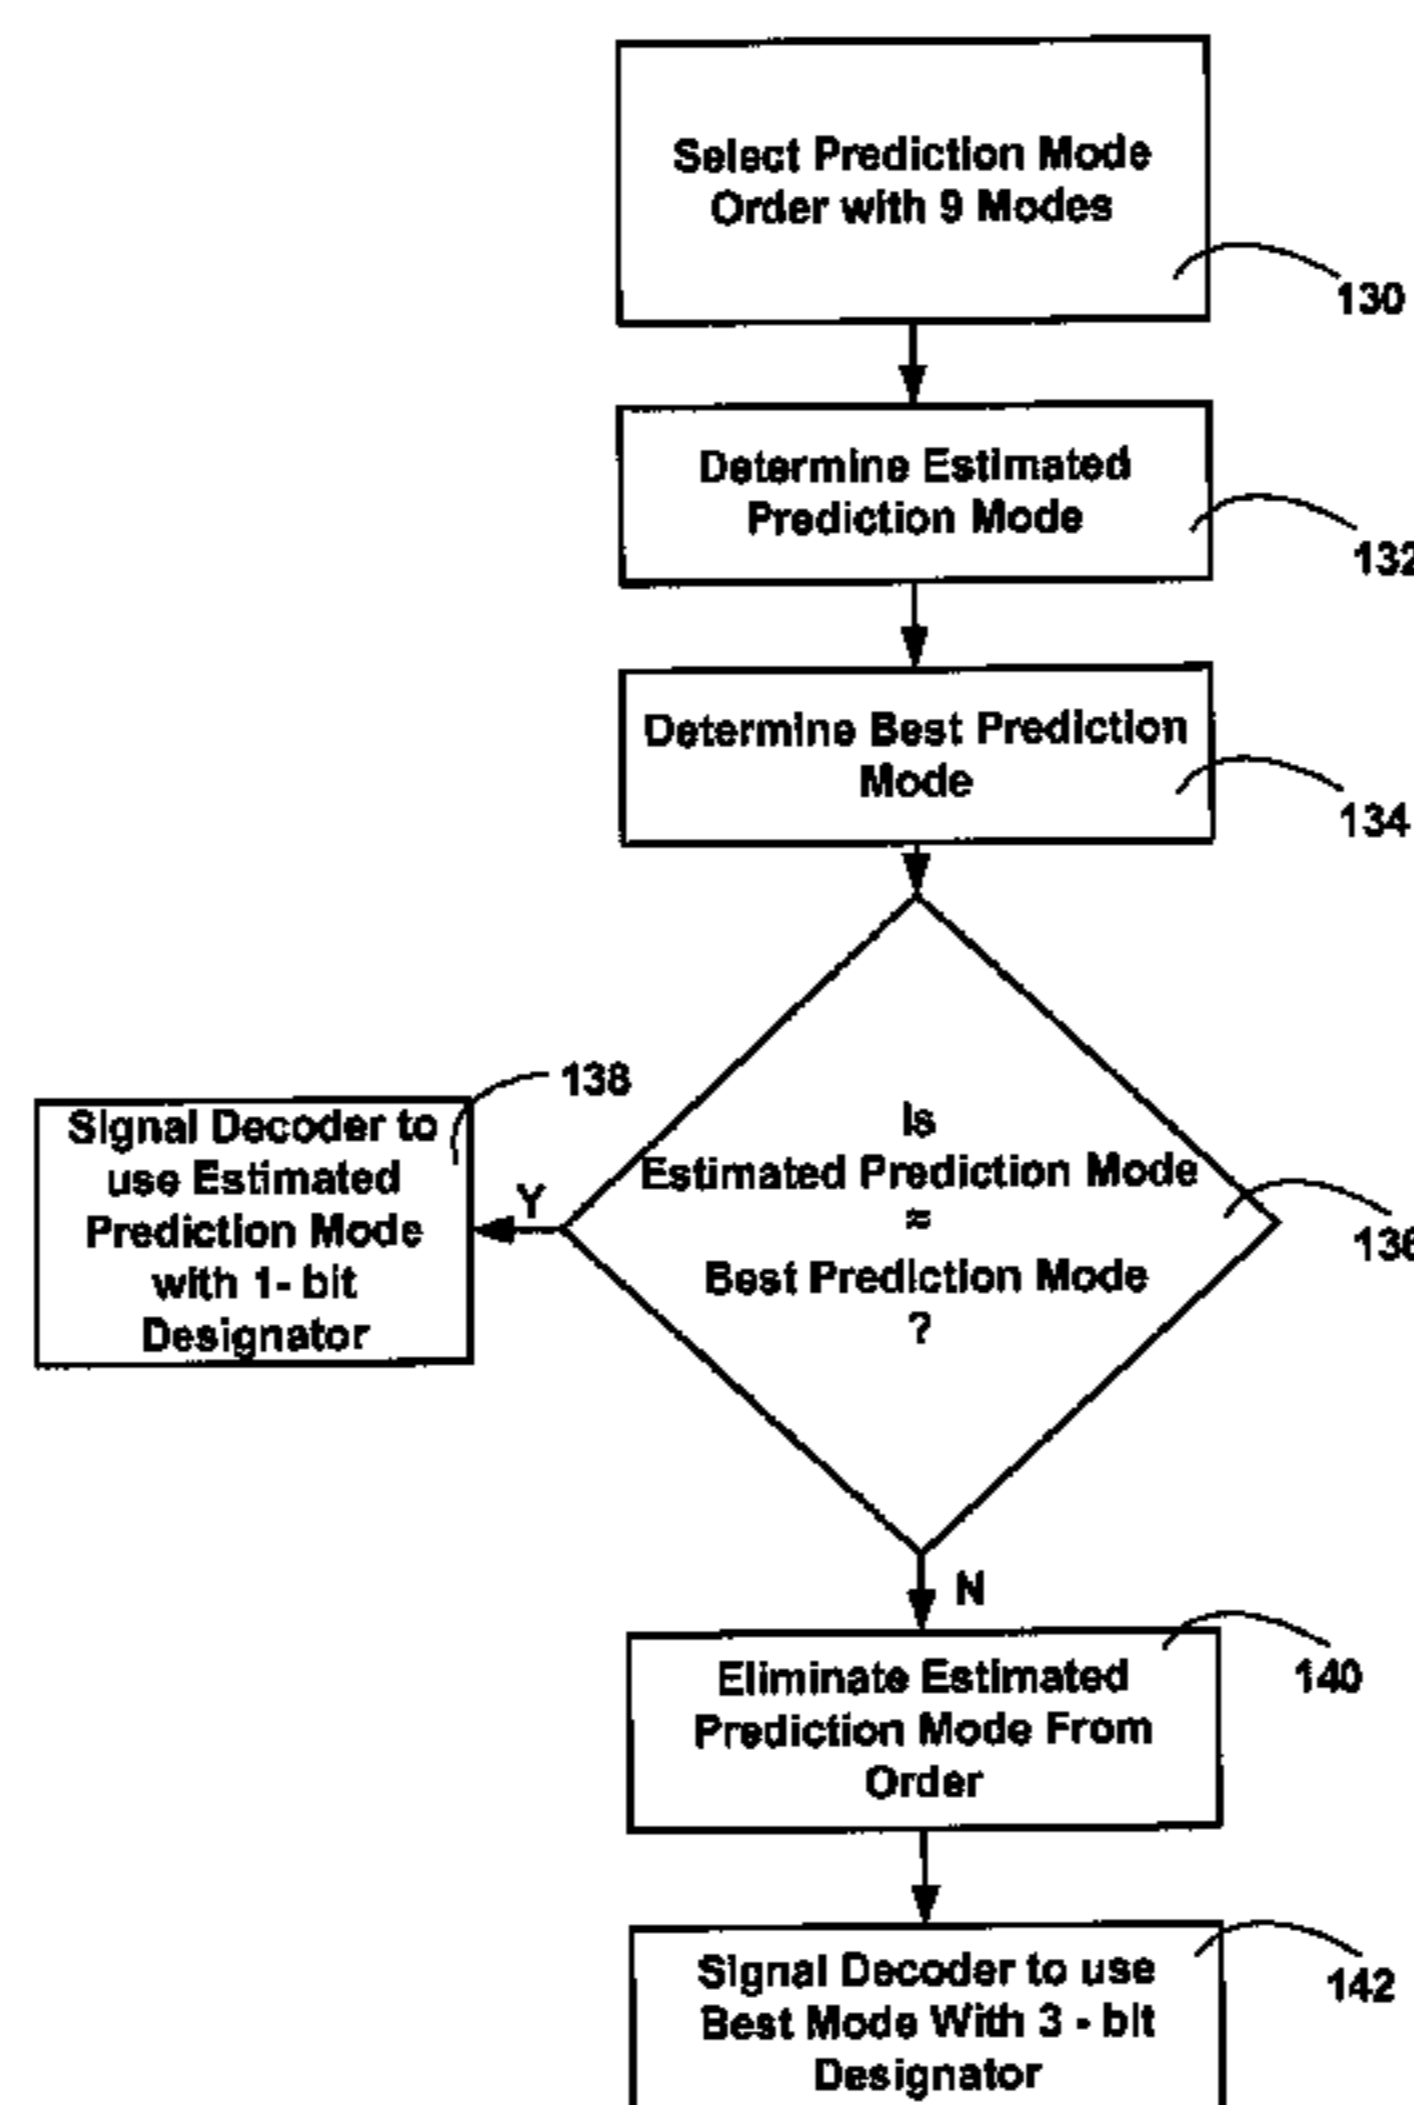 Select Prediction Mode
Order with 9 Modes
130
Determine Estimated
Prediction Mode
132
Determine Best Prediction
Mode
134
Is
Estimated Prediction Mode
≈
Best Prediction Mode
?
136
Y
138
Signal Decoder to
use Estimated
Prediction Mode
with 1- bit
Designator
N
Eliminate Estimated
Prediction Mode From
Order
140
Signal Decoder to use
Best Mode With 3 - bit
Designator
142